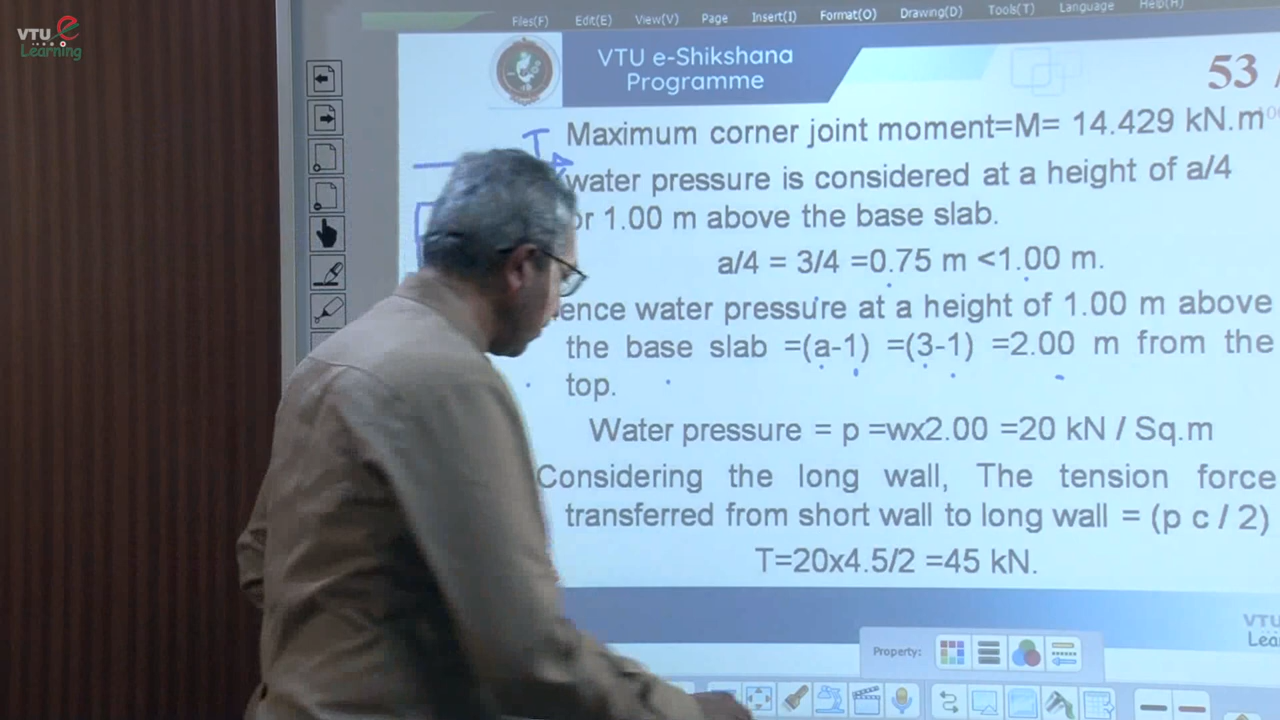 VTU e
Learning
Files(F) Edit(E) View(V) Page Insert(I) Format(O) Drawing(D) Tools(T) Language Help(H)
VTU e-Shikshana
Programme
53 /
T
Maximum corner joint moment=M= 14.429 kN.m
water pressure is considered at a height of a/4
or 1.00 m above the base slab.
a/4 = 3/4 =0.75 m <1.00 m.
ence water pressure at a height of 1.00 m above
the base slab =(a-1) =(3-1) =2.00 m from the
top.
Water pressure = p =wx2.00 =20 kN / Sq.m
Considering the long wall, The tension force
transferred from short wall to long wall = (p c / 2)
T=20x4.5/2 =45 kN.
VTU
Lea
Property: